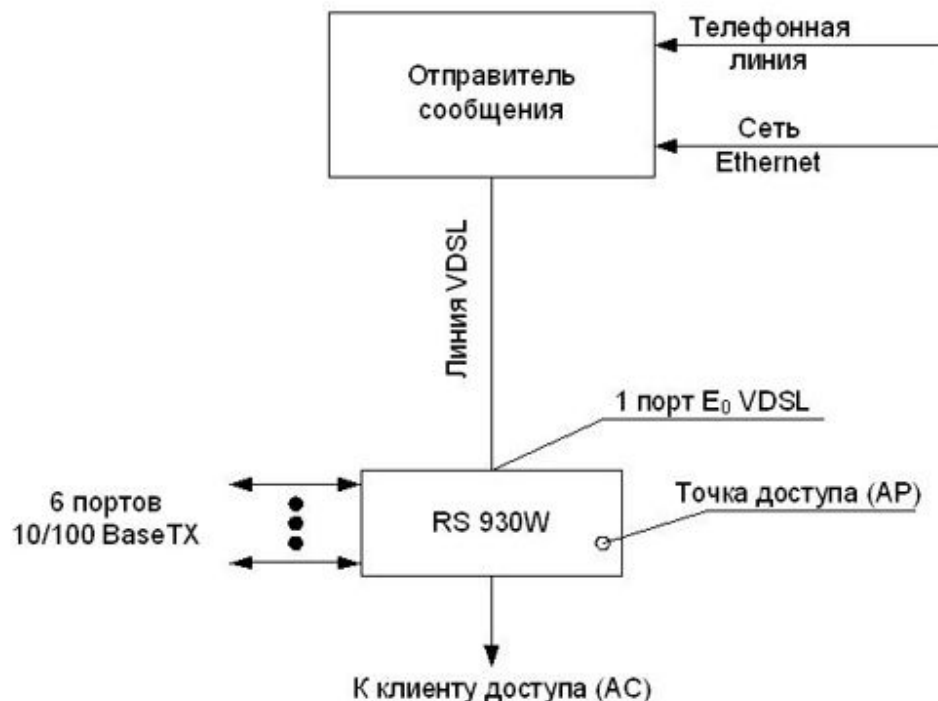 Телефонная
линия
Отправитель
сообщения
Сеть
Ethernet
Линия VDSL
1 порт E₀ VDSL
6 портов
10/100 BaseTX
RS 930W
Точка доступа (AP)
К клиенту доступа (AC)